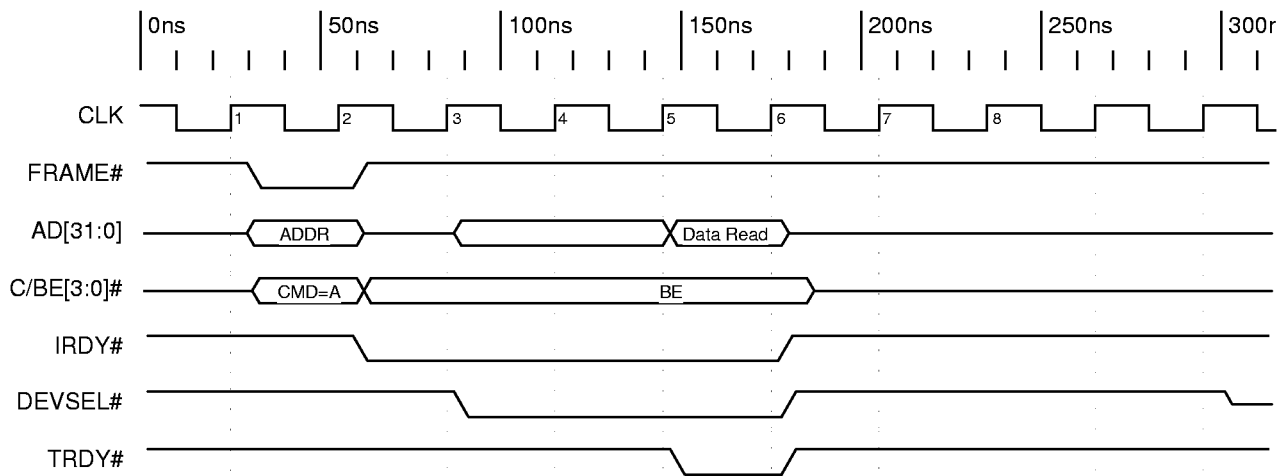 0ns 50ns 100ns 150ns 200ns 250ns 300r
CLK 1 2 3 4 5 6 7 8
FRAME#
AD[31:0] ADDR Data Read
C/BE[3:0]# CMD=A BE
IRDY#
DEVSEL#
TRDY#